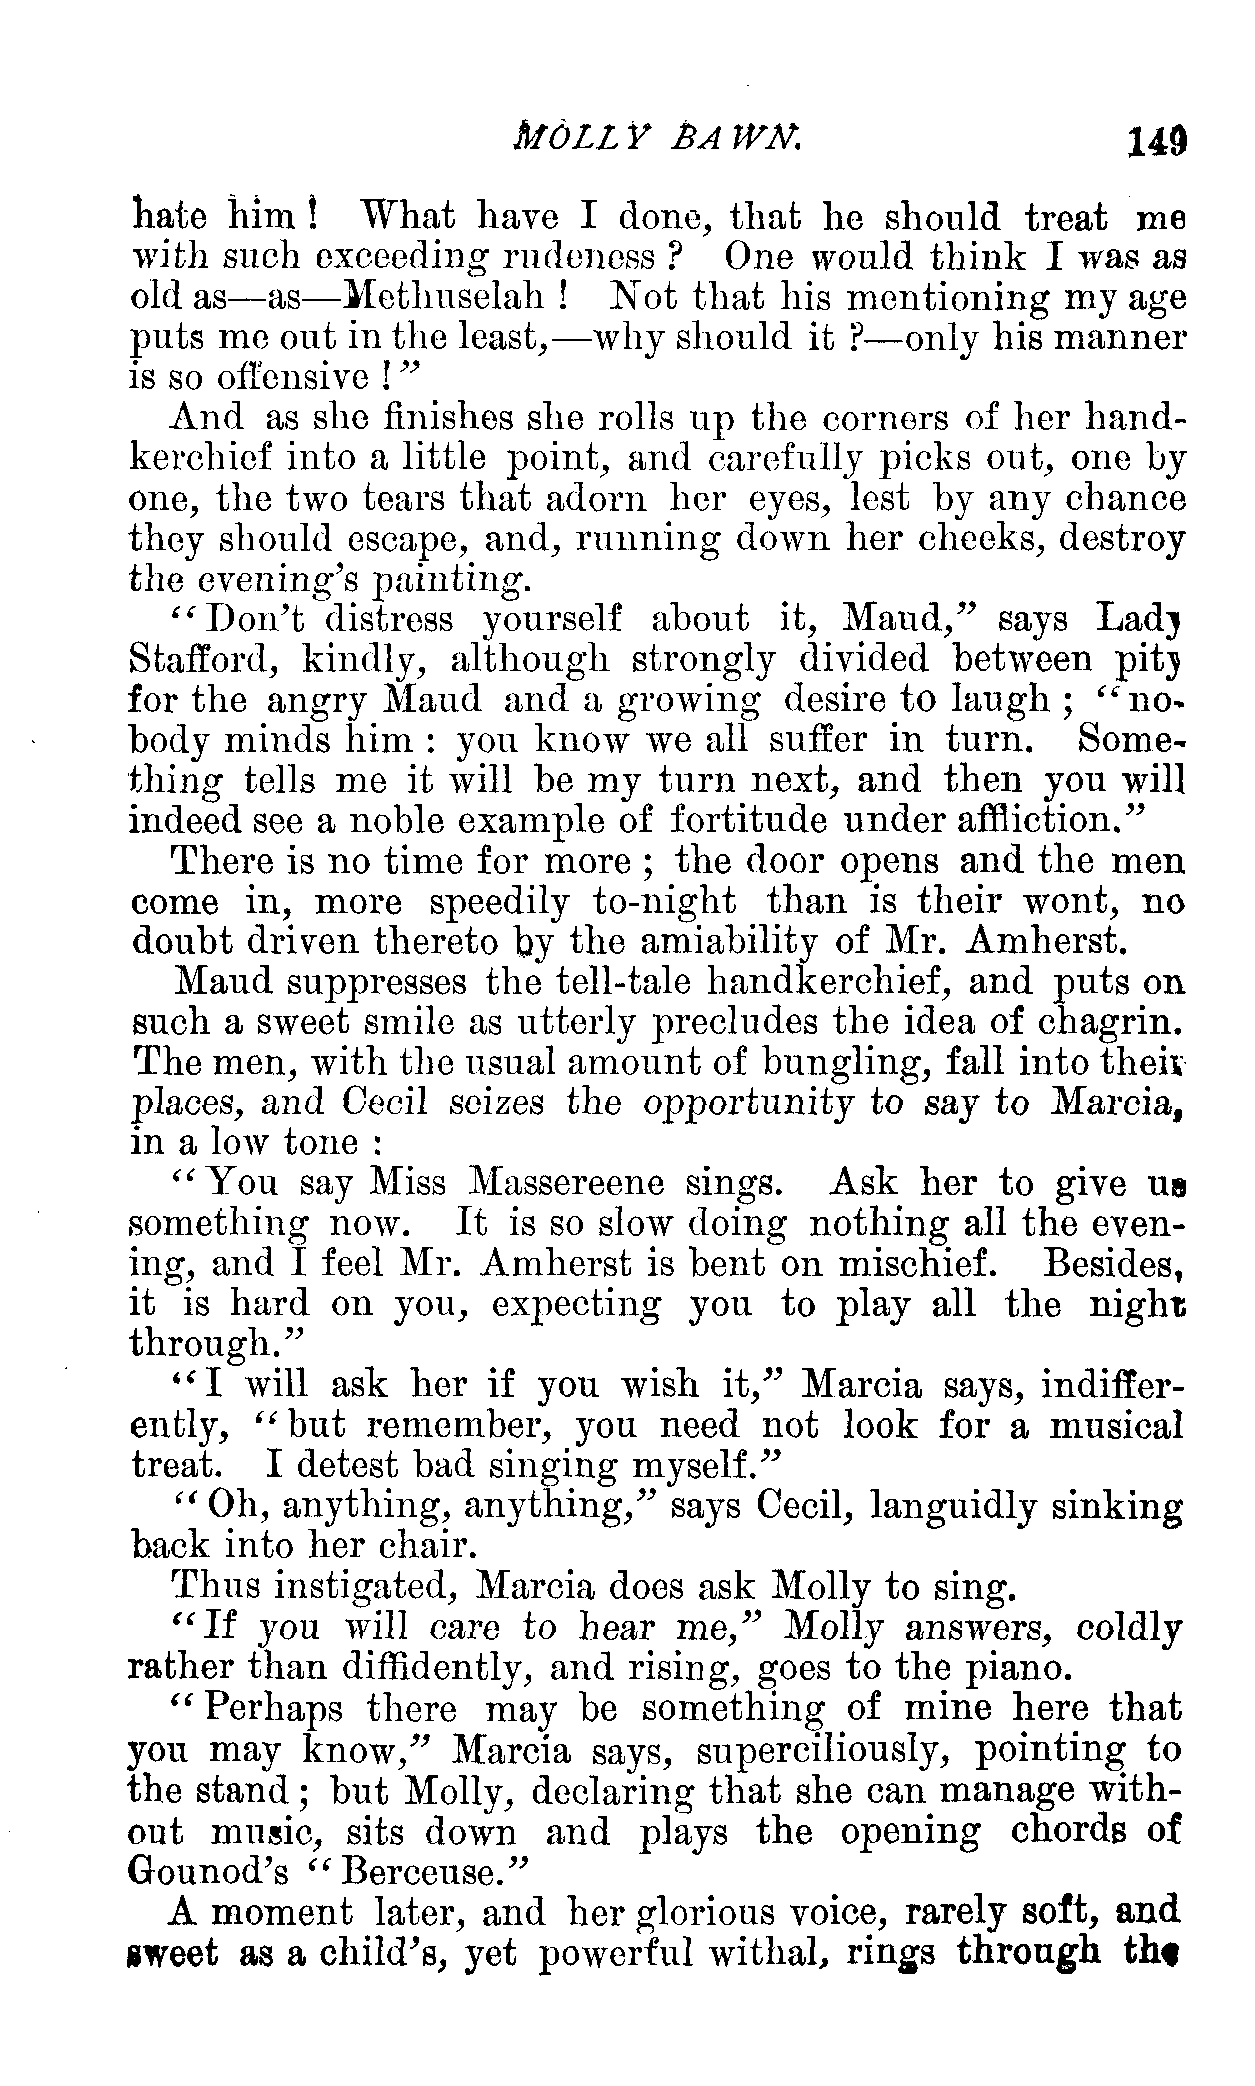 MOLLY BAWN. 149
hate him! What have I done, that he should treat me
with such exceeding rudeness? One would think I was as
old as—as—Methuselah! Not that his mentioning my age
puts me out in the least,—why should it?—only his manner
is so offensive!”
And as she finishes she rolls up the corners of her hand-
kerchief into a little point, and carefully picks out, one by
one, the two tears that adorn her eyes, lest by any chance
they should escape, and, running down her cheeks, destroy
the evening's painting.
“Don't distress yourself about it, Maud,” says Lady
Stafford, kindly, although strongly divided between pity
for the angry Maud and a growing desire to laugh; “no-
body minds him: you know we all suffer in turn. Some-
thing tells me it will be my turn next, and then you will
indeed see a noble example of fortitude under affliction.”
There is no time for more; the door opens and the men
come in, more speedily to-night than is their wont, no
doubt driven thereto by the amiability of Mr. Amherst.
Maud suppresses the tell-tale handkerchief, and puts on
such a sweet smile as utterly precludes the idea of chagrin.
The men, with the usual amount of bungling, fall into their
places, and Cecil seizes the opportunity to say to Marcia,
in a low tone:
“You say Miss Massereene sings. Ask her to give us
something now. It is so slow doing nothing all the even-
ing, and I feel Mr. Amherst is bent on mischief. Besides,
it is hard on you, expecting you to play all the night
through.”
“I will ask her if you wish it,” Marcia says, indiffer-
ently, “but remember, you need not look for a musical
treat. I detest bad singing myself.”
“Oh, anything, anything,” says Cecil, languidly sinking
back into her chair.
Thus instigated, Marcia does ask Molly to sing.
“If you will care to hear me,” Molly answers, coldly
rather than diffidently, and rising, goes to the piano.
“Perhaps there may be something of mine here that
you may know,” Marcia says, superciliously, pointing to
the stand; but Molly, declaring that she can manage with-
out music, sits down and plays the opening chords of
Gounod's “Berceuse.”
A moment later, and her glorious voice, rarely soft, and
sweet as a child's, yet powerful withal, rings through the